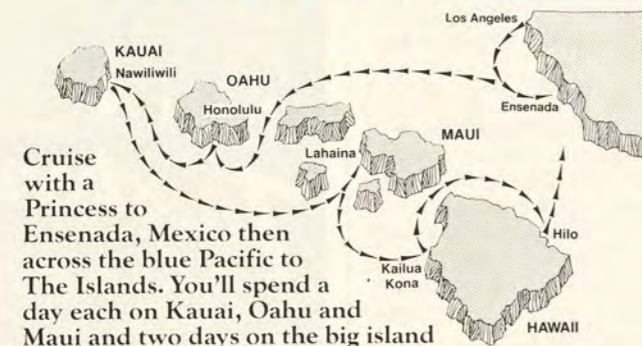 Los Angeles
KAUAI
Nawiliwili
OAHU
Honolulu
Ensenada
Lahaina
MAUI
Hilo
Kailua
Kona
HAWAII
Cruise
with a
Princess to
Ensenada, Mexico then
across the blue Pacific to
The Islands. You'll spend a
day each on Kauai, Oahu and
Maui and two days on the big island